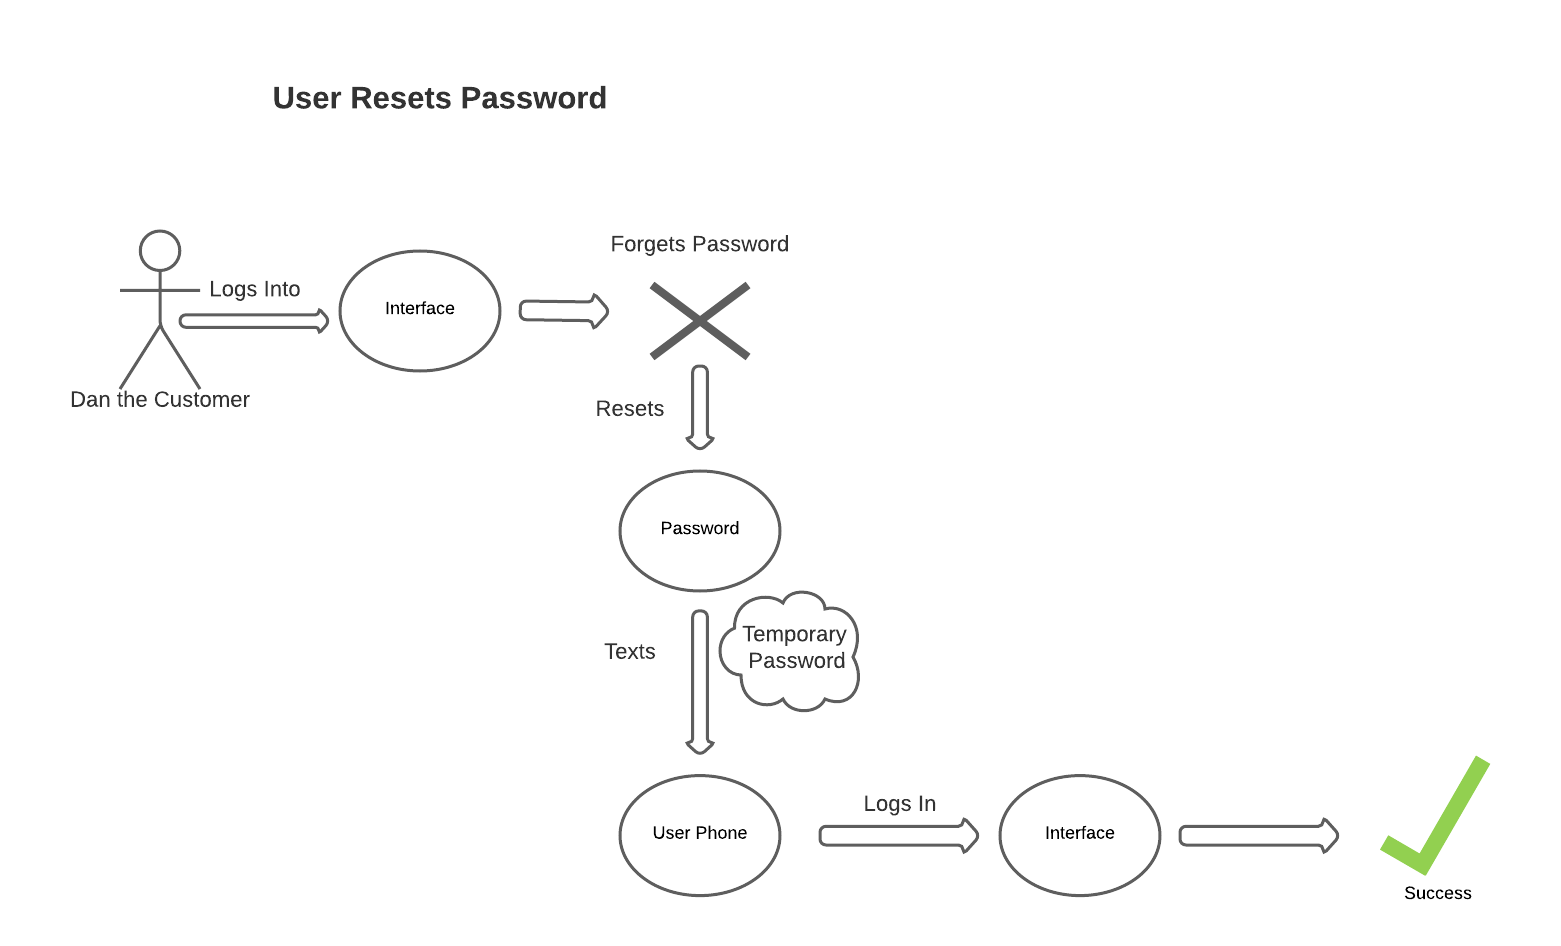 User Resets Password
Forgets Password
Logs Into
Interface
Dan the Customer
Resets
Password
Temporary
Password
Texts
User Phone
Logs In
Interface
Success